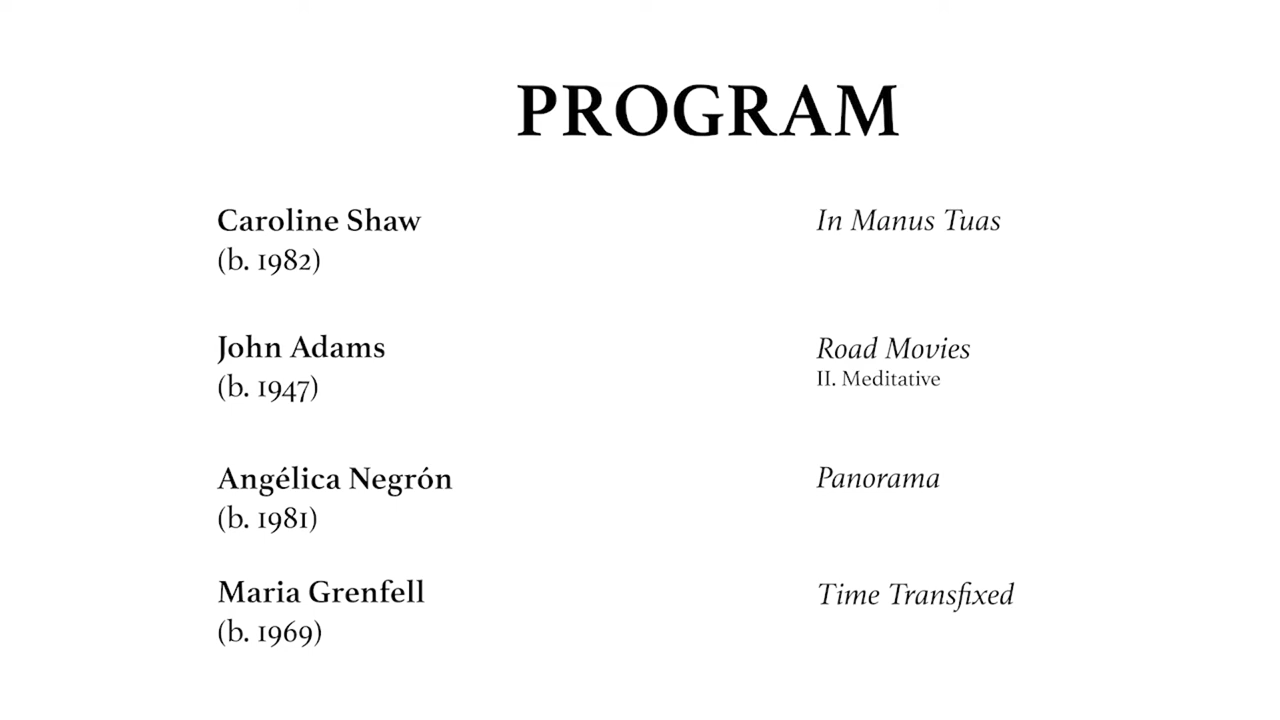 PROGRAM
Caroline Shaw In Manus Tuas
(b. 1982)
John Adams Road Movies
(b. 1947) II. Meditative
Angélica Negrón Panorama
(b. 1981)
Maria Grenfell Time Transfixed
(b. 1969)